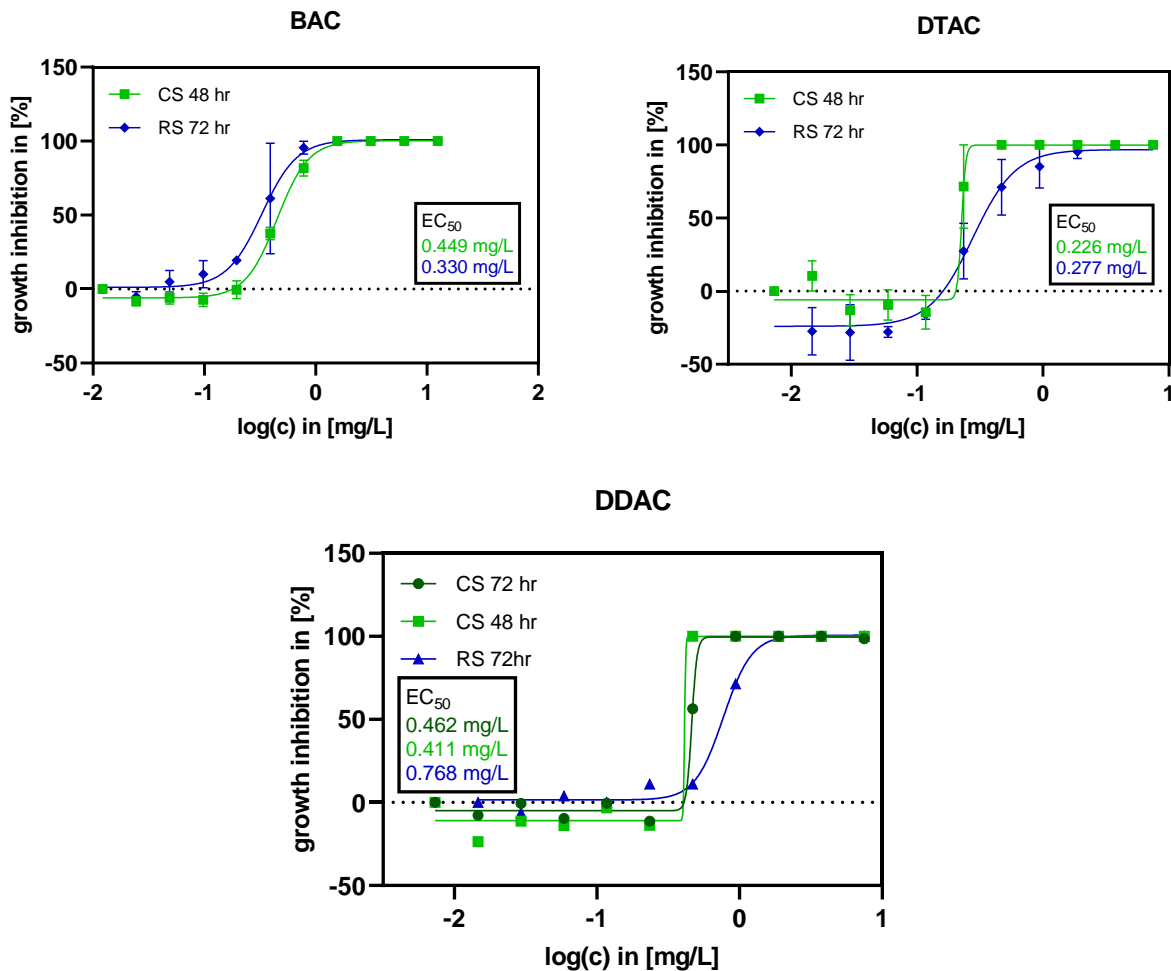 BAC
growth inhibition in [%]
150
100
50
0
-50
CS 48 hr
RS 72 hr
EC50
0.449 mg/L
0.330 mg/L
-2 -1 0 1 2
log(c) in [mg/L]
DTAC
growth inhibition in [%]
150
100
50
0
-50
CS 48 hr
RS 72 hr
EC50
0.226 mg/L
0.277 mg/L
-2 -1 0 1
log(c) in [mg/L]
DDAC
growth inhibition in [%]
150
100
50
0
-50
CS 72 hr
CS 48 hr
RS 72hr
EC50
0.462 mg/L
0.411 mg/L
0.768 mg/L
-2 -1 0 1
log(c) in [mg/L]